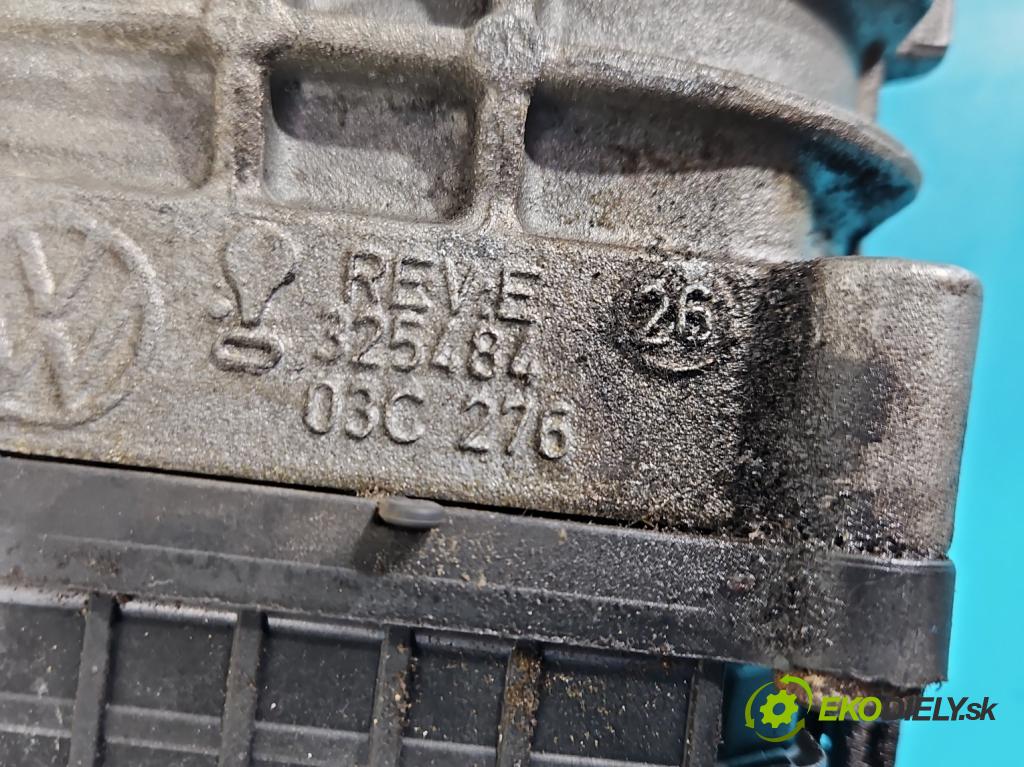 REV.E
26
325484
03C 276
EKODIELY.sk